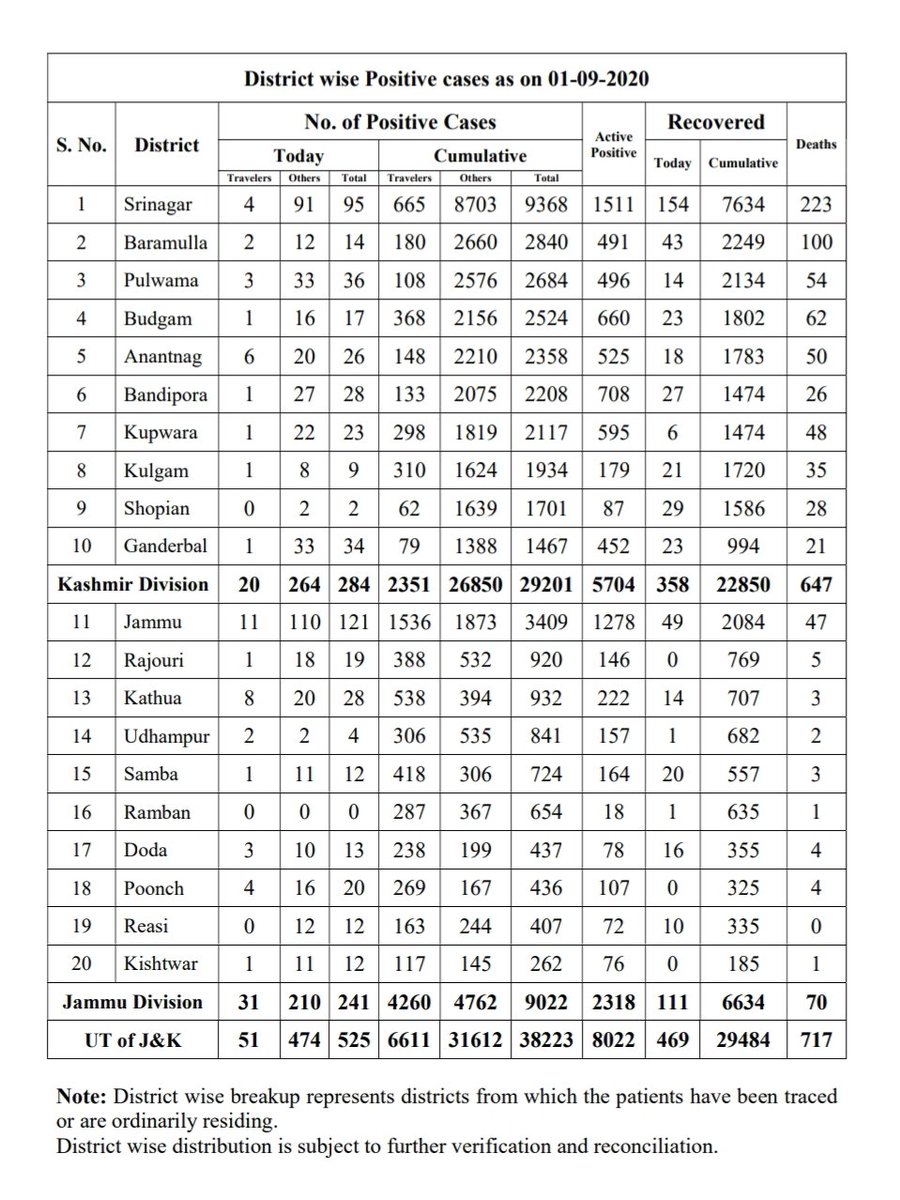 District wise Positive cases as on 01-09-2020
S. No. District No. of Positive Cases Active Positive Recovered Deaths
Today Cumulative Today Cumulative
Travelers Others Total Travelers Others Total
1 Srinagar 4 91 95 665 8703 9368 1511 154 7634 223
2 Baramulla 2 12 14 180 2660 2840 491 43 2249 100
3 Pulwama 3 33 36 108 2576 2684 496 14 2134 54
4 Budgam 1 16 17 368 2156 2524 660 23 1802 62
5 Anantnag 6 20 26 148 2210 2358 525 18 1783 50
6 Bandipora 1 27 28 133 2075 2208 708 27 1474 26
7 Kupwara 1 22 23 298 1819 2117 595 6 1474 48
8 Kulgam 1 8 9 310 1624 1934 179 21 1720 35
9 Shopian 0 2 2 62 1639 1701 87 29 1586 28
10 Ganderbal 1 33 34 79 1388 1467 452 23 994 21
Kashmir Division 20 264 284 2351 26850 29201 5704 358 22850 647
11 Jammu 11 110 121 1536 1873 3409 1278 49 2084 47
12 Rajouri 1 18 19 388 532 920 146 0 769 5
13 Kathua 8 20 28 538 394 932 222 14 707 3
14 Udhampur 2 2 4 306 535 841 157 1 682 2
15 Samba 1 11 12 418 306 724 164 20 557 3
16 Ramban 0 0 0 287 367 654 18 1 635 1
17 Doda 3 10 13 238 199 437 78 16 355 4
18 Poonch 4 16 20 269 167 436 107 0 325 4
19 Reasi 0 12 12 163 244 407 72 10 335 0
20 Kishtwar 1 11 12 117 145 262 76 0 185 1
Jammu Division 31 210 241 4260 4762 9022 2318 111 6634 70
UT of J&K 51 474 525 6611 31612 38223 8022 469 29484 717
Note: District wise breakup represents districts from which the patients have been traced
or are ordinarily residing.
District wise distribution is subject to further verification and reconciliation.